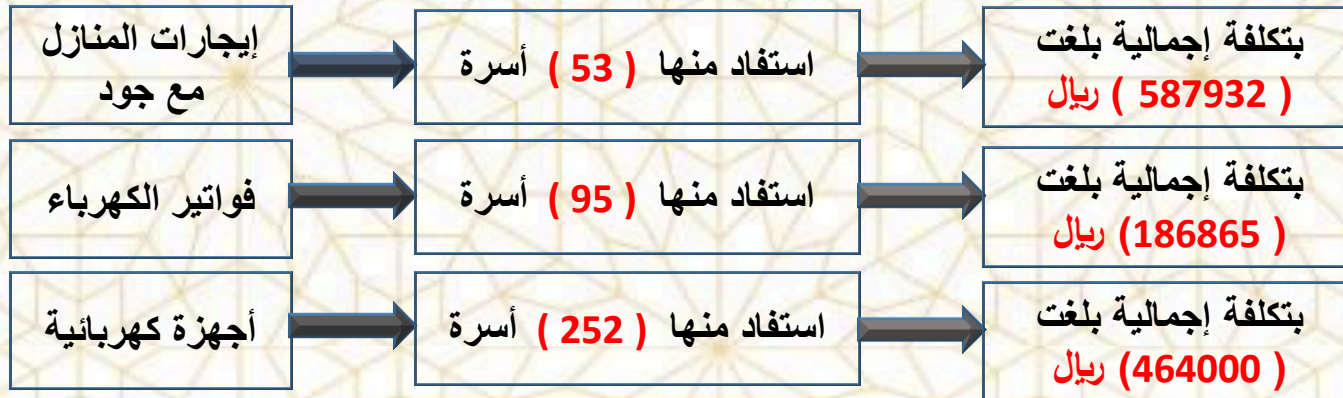 إيجارات المنازل
مع جود
استفاد منها ( 53 ) أسرة
بتكلفة إجمالية بلغت
( 587932 ) ريال
فواتير الكهرباء
استفاد منها ( 95 ) أسرة
بتكلفة إجمالية بلغت
( 186865) ريال
أجهزة كهربائية
استفاد منها ( 252 ) أسرة
بتكلفة إجمالية بلغت
( 464000) ريال